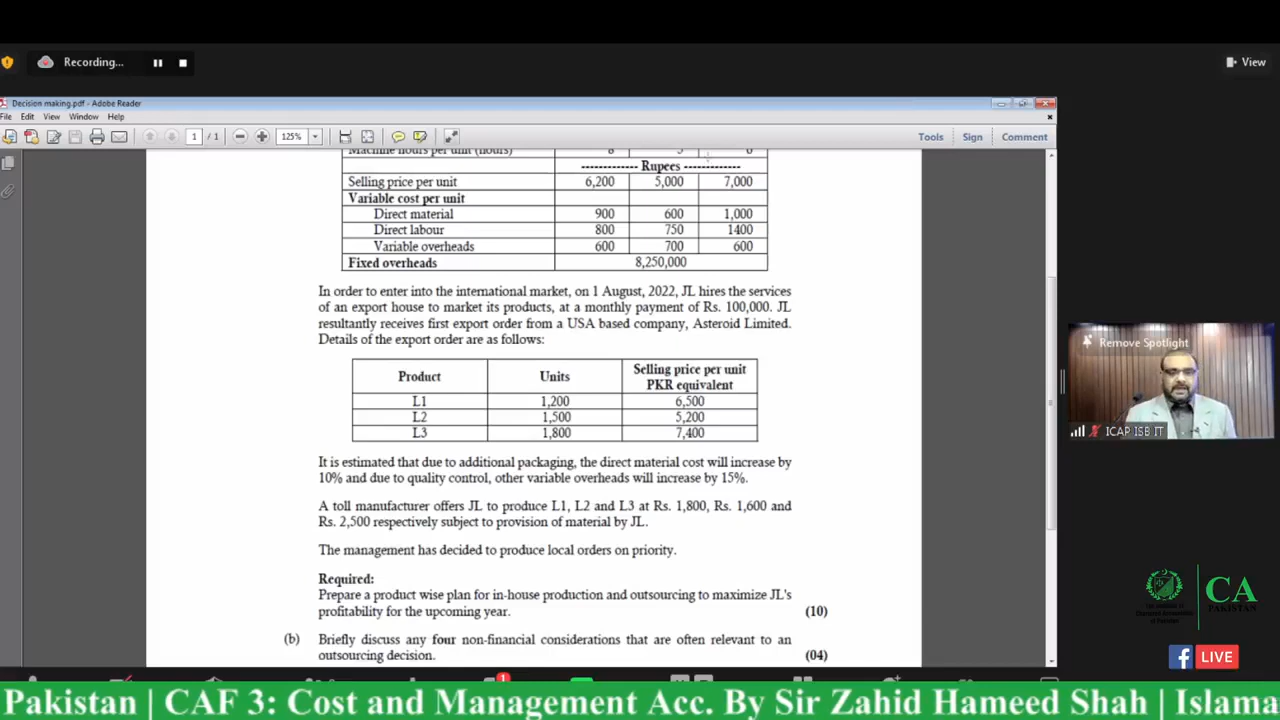 Recording...
View
Decision making.pdf - Adobe Reader
File Edit View Window Help
1 / 1 125% Tools Sign Comment
Machine hours per unit (hours) 8 5 6
------------- Rupees -------------
Selling price per unit 6,200 5,000 7,000
Variable cost per unit
Direct material 900 600 1,000
Direct labour 800 750 1400
Variable overheads 600 700 600
Fixed overheads 8,250,000
In order to enter into the international market, on 1 August, 2022, JL hires the services
of an export house to market its products, at a monthly payment of Rs. 100,000. JL
resultantly receives first export order from a USA based company, Asteroid Limited.
Details of the export order are as follows:
Product Units Selling price per unit
PKR equivalent
L1 1,200 6,500
L2 1,500 5,200
L3 1,800 7,400
It is estimated that due to additional packaging, the direct material cost will increase by
10% and due to quality control, other variable overheads will increase by 15%.
A toll manufacturer offers JL to produce L1, L2 and L3 at Rs. 1,800, Rs. 1,600 and
Rs. 2,500 respectively subject to provision of material by JL.
The management has decided to produce local orders on priority.
Required:
Prepare a product wise plan for in-house production and outsourcing to maximize JL's
profitability for the upcoming year. (10)
(b) Briefly discuss any four non-financial considerations that are often relevant to an
outsourcing decision. (04)
Remove Spotlight
ICAP ISB IT
CA
PAKISTAN
LIVE
1
Pakistan | CAF 3: Cost and Management Acc. By Sir Zahid Hameed Shah | Islama